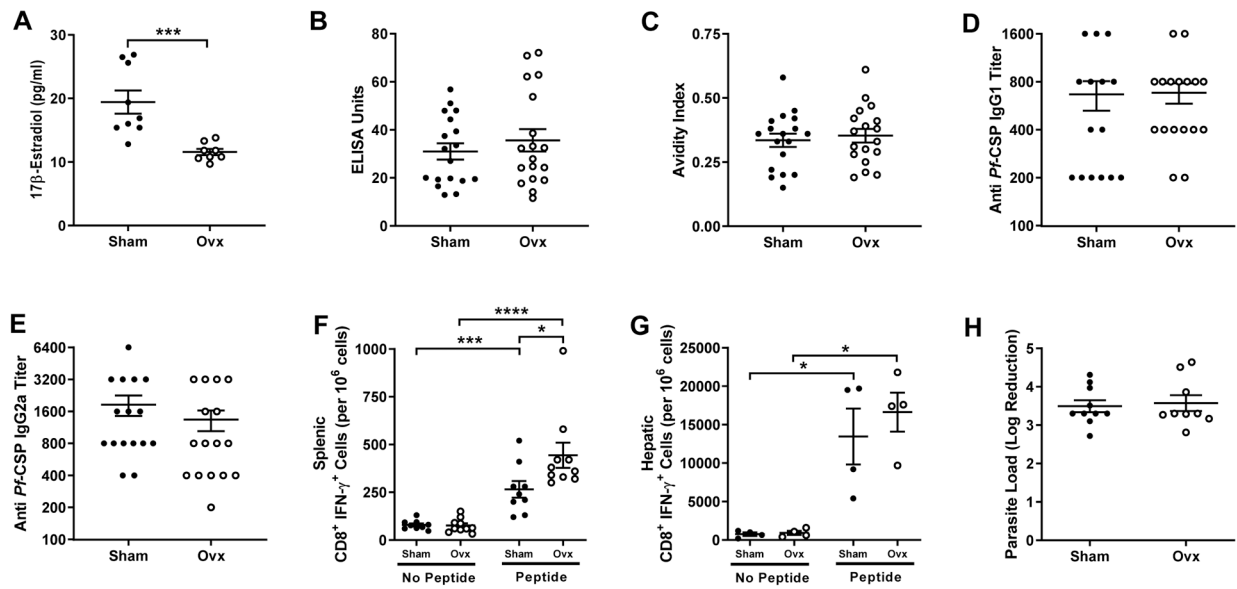 A
***
30
20
10
0
17β-Estradiol (pg/ml)
Sham
Ovx
B
80
60
40
20
0
ELISA Units
Sham
Ovx
C
0.75
0.50
0.25
0.00
Avidity Index
Sham
Ovx
D
1600
800
400
200
100
Anti Pf-CSP IgG1 Titer
Sham
Ovx
E
6400
3200
1600
800
400
200
100
Anti Pf-CSP IgG2a Titer
Sham
Ovx
F
****
***
*
1000
750
500
250
0
Splenic
CD8+ IFN-γ+ Cells (per 10^6 cells)
Sham
Ovx
Sham
Ovx
No Peptide
Peptide
G
*
*
25000
20000
15000
10000
5000
0
Hepatic
CD8+ IFN-γ+ Cells (per 10^6 cells)
Sham
Ovx
Sham
Ovx
No Peptide
Peptide
H
5
4
3
2
1
0
Parasite Load (Log Reduction)
Sham
Ovx